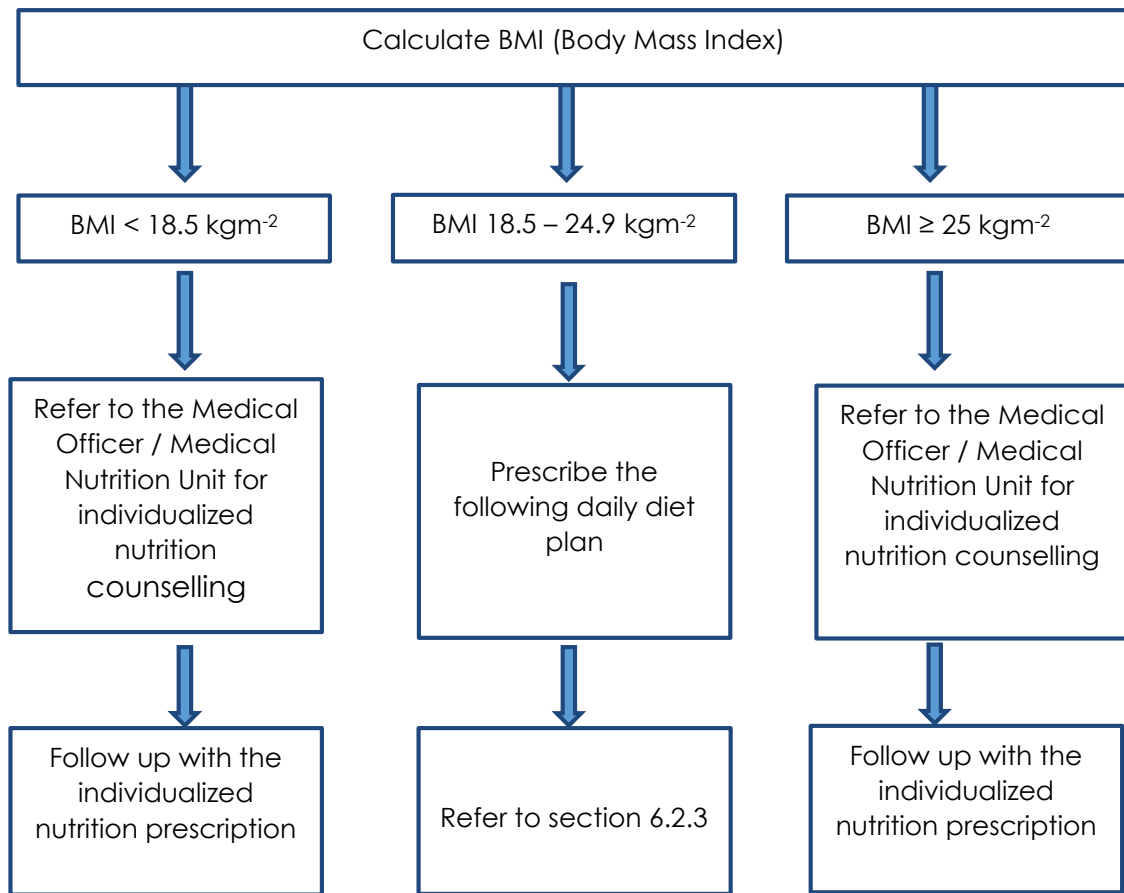 Calculate BMI (Body Mass Index)
BMI < 18.5 kgm⁻²
BMI 18.5 – 24.9 kgm⁻²
BMI ≥ 25 kgm⁻²
Refer to the Medical
Officer / Medical
Nutrition Unit for
individualized
nutrition
counselling
Prescribe the
following daily diet
plan
Refer to the Medical
Officer / Medical
Nutrition Unit for
individualized
nutrition counselling
Follow up with the
individualized
nutrition prescription
Refer to section 6.2.3
Follow up with the
individualized
nutrition prescription